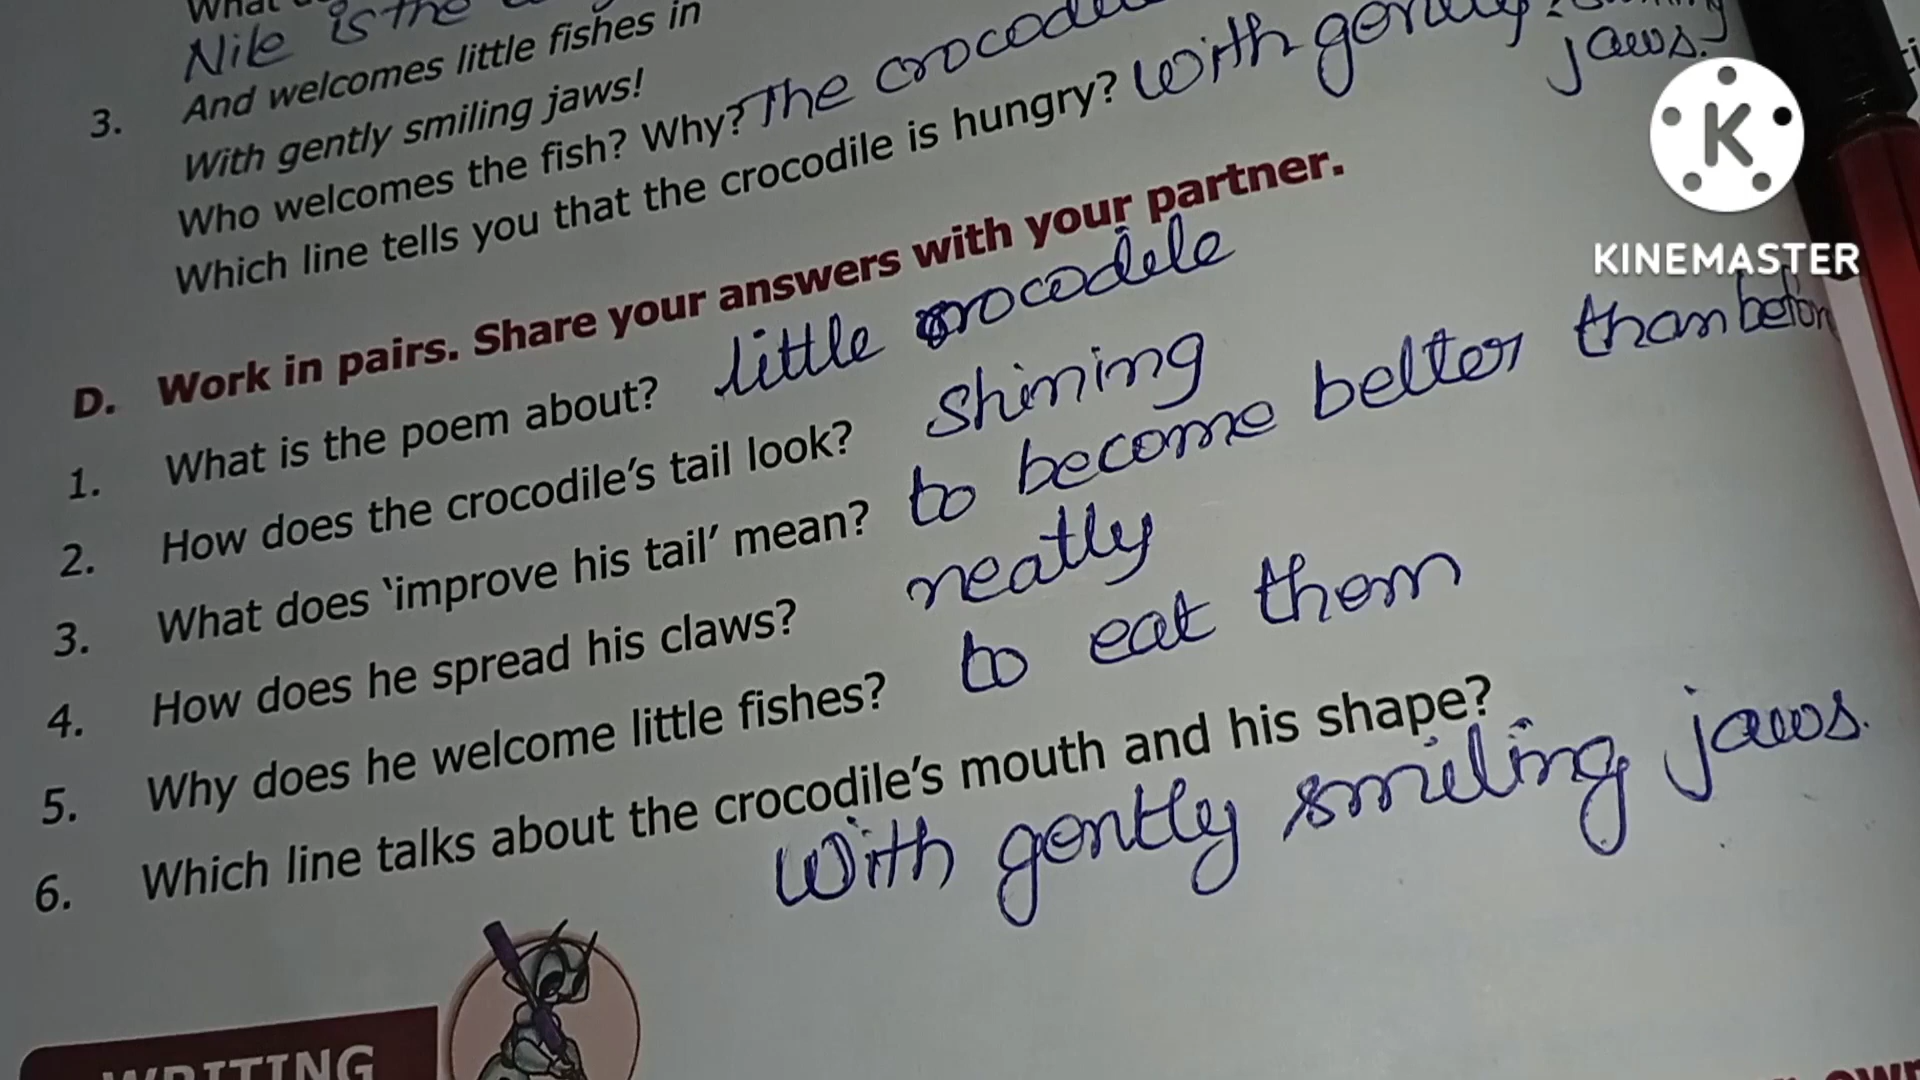 What
Nile is the
And welcomes little fishes in
3. With gently smiling jaws!
Who welcomes the fish? Why? The crocodile
Which line tells you that the crocodile is hungry? With gently
jaws.
K
KINEMASTER
D. Work in pairs. Share your answers with your partner.
1. What is the poem about? little crocodile
2. How does the crocodile's tail look? shining
3. What does 'improve his tail' mean? to become better than before
4. How does he spread his claws? neatly
5. Why does he welcome little fishes? to eat them
6. Which line talks about the crocodile's mouth and his shape?
With gently smiling jaws.
WRITING